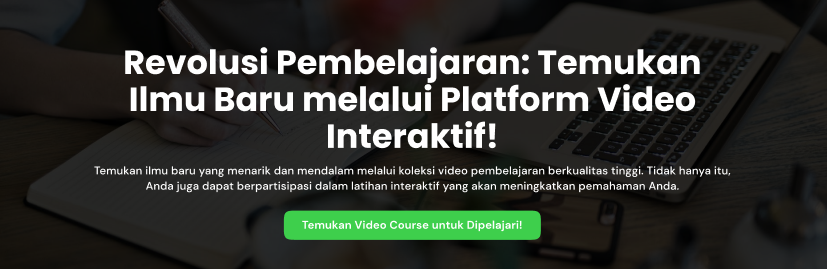 Revolusi Pembelajaran: Temukan
Ilmu Baru melalui Platform Video
Interaktif!
Temukan ilmu baru yang menarik dan mendalam melalui koleksi video pembelajaran berkualitas tinggi. Tidak hanya itu,
Anda juga dapat berpartisipasi dalam latihan interaktif yang akan meningkatkan pemahaman Anda.
Temukan Video Course untuk Dipelajari!